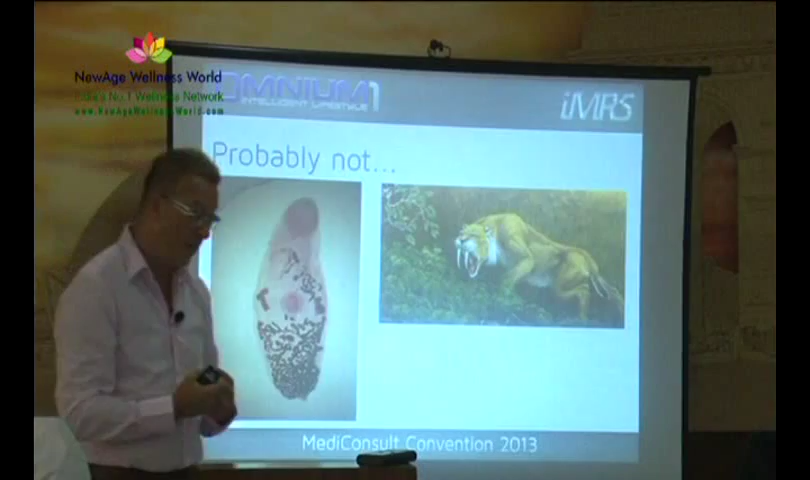 NewAge Wellness World
India's No.1 Wellness Network
www.NewAgeWellnessWorld.com
OMNIUM1
INTELLIGENT LIFESTYLE
iMRS
Probably not...
MediConsult Convention 2013